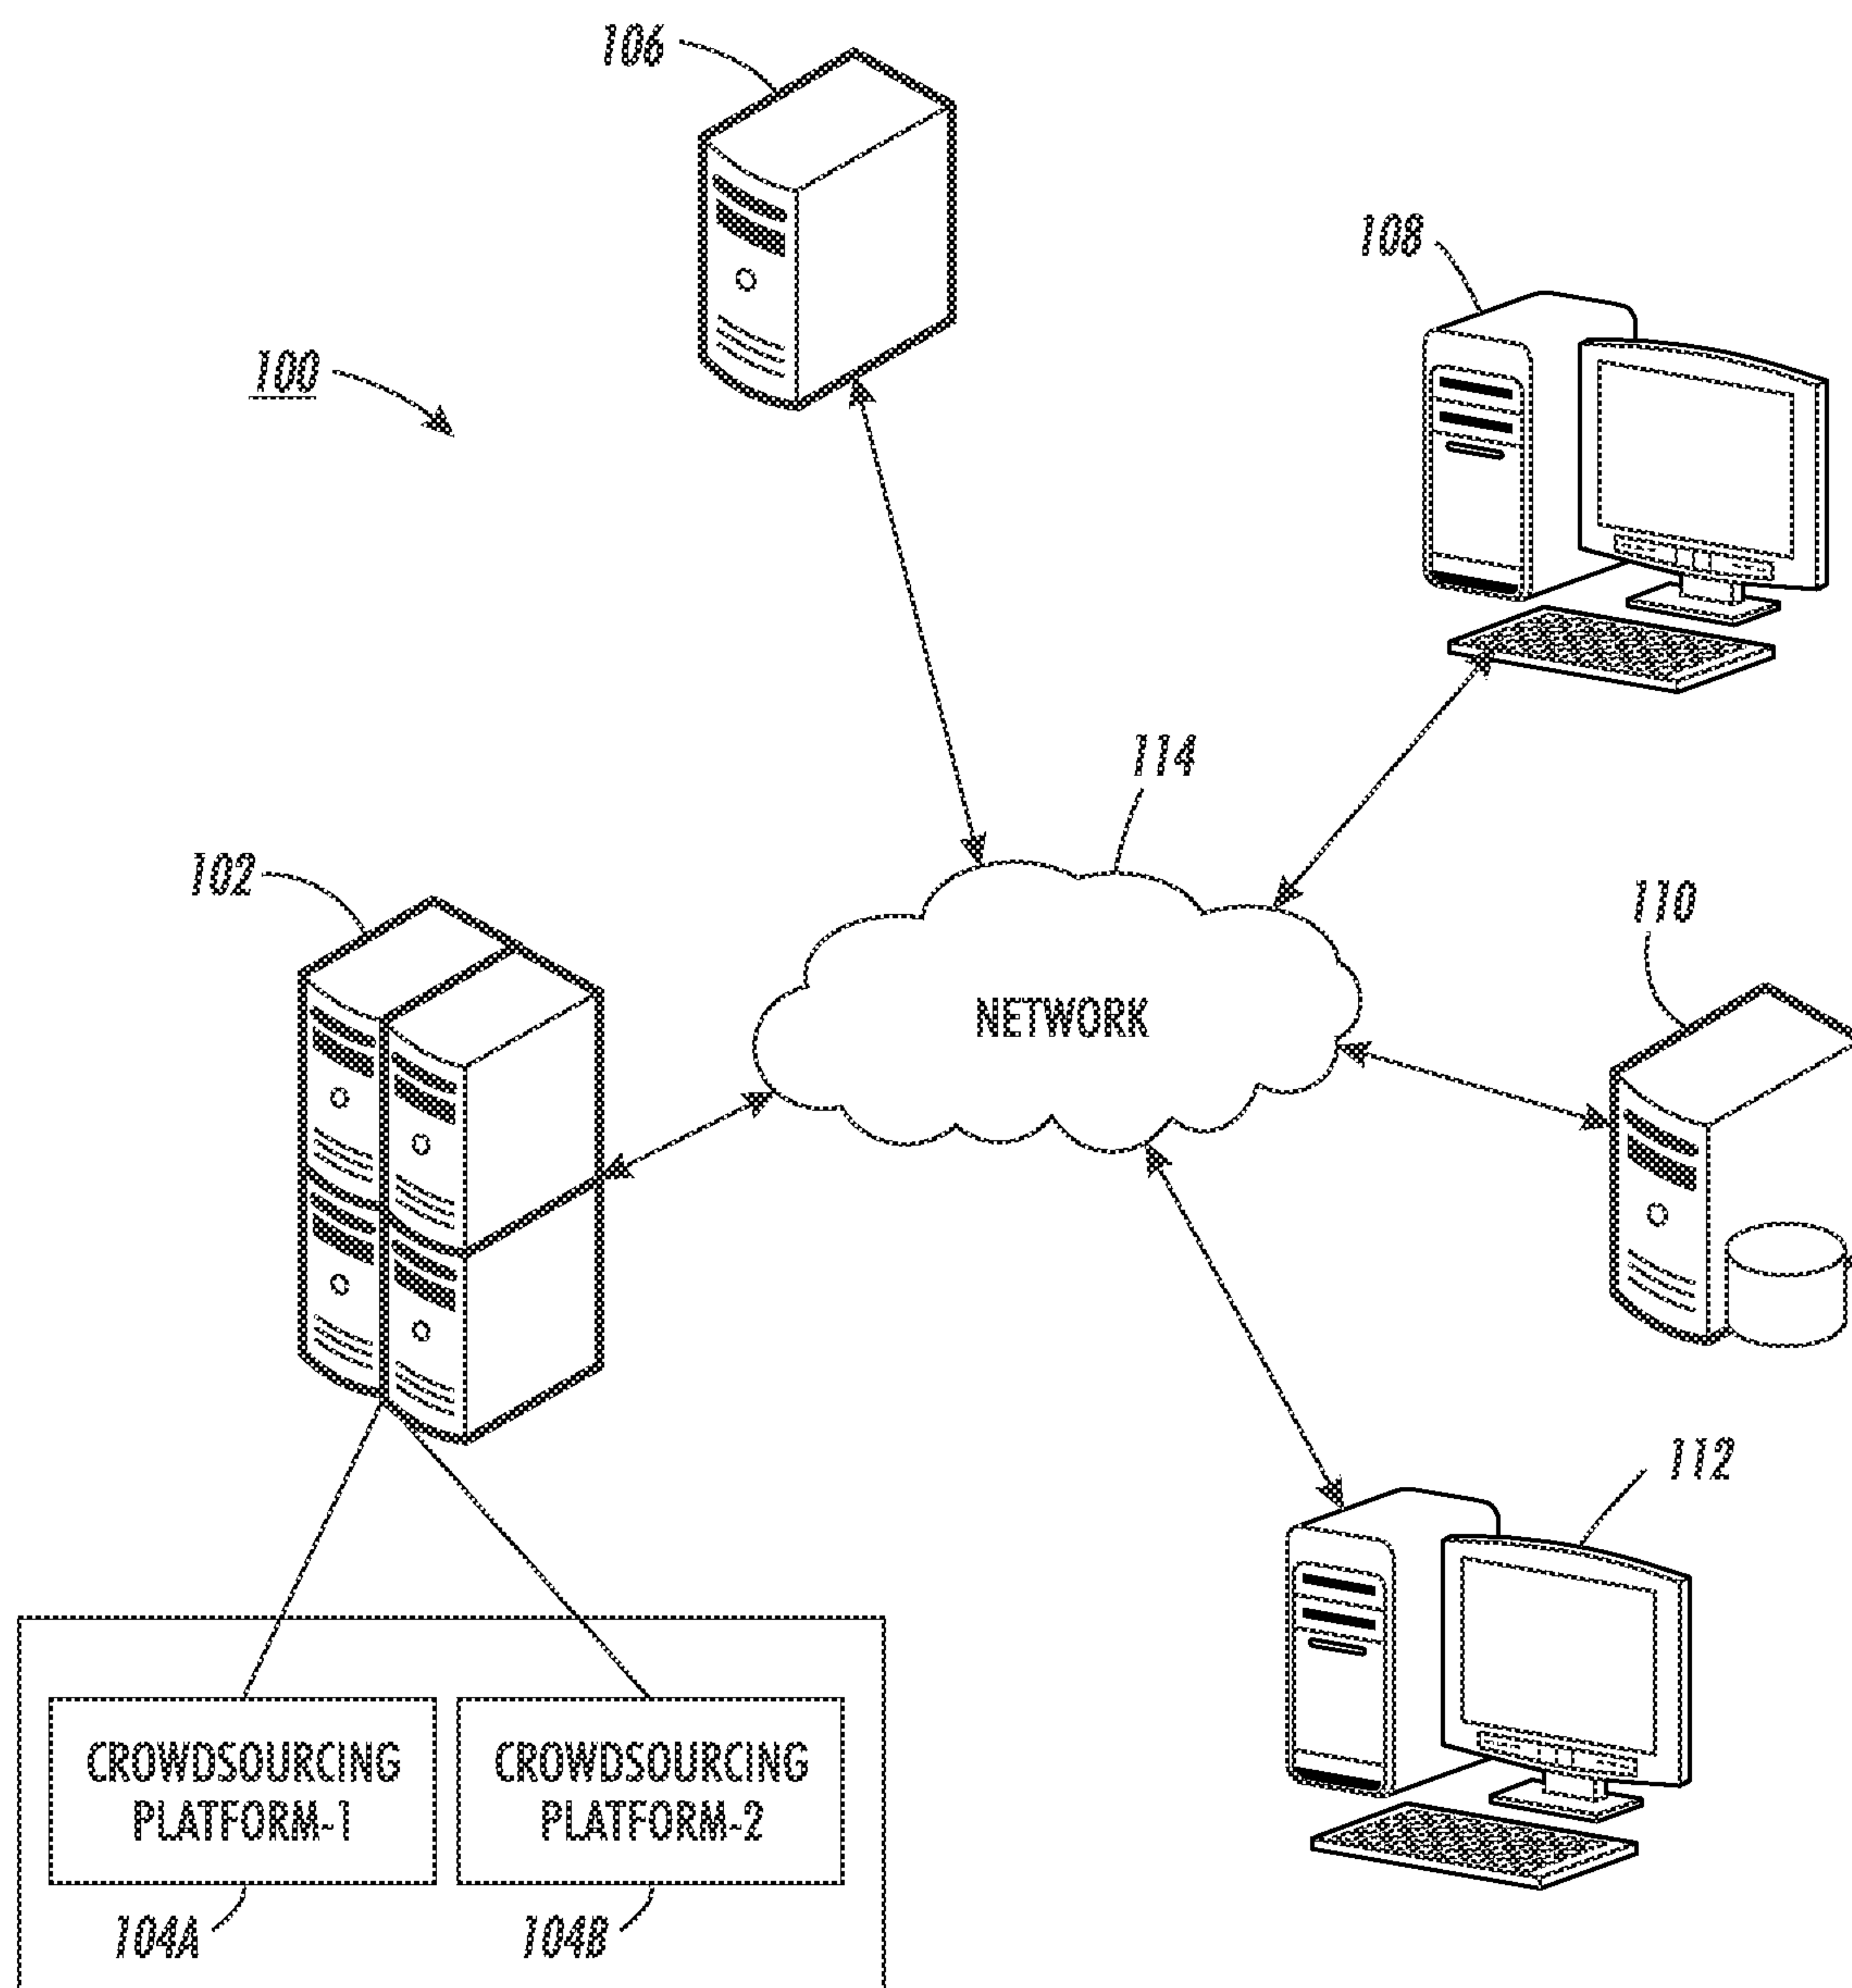 106
108
100
114
102
110
NETWORK
112
CROWDSOURCING
PLATFORM-1
CROWDSOURCING
PLATFORM-2
104A
104B